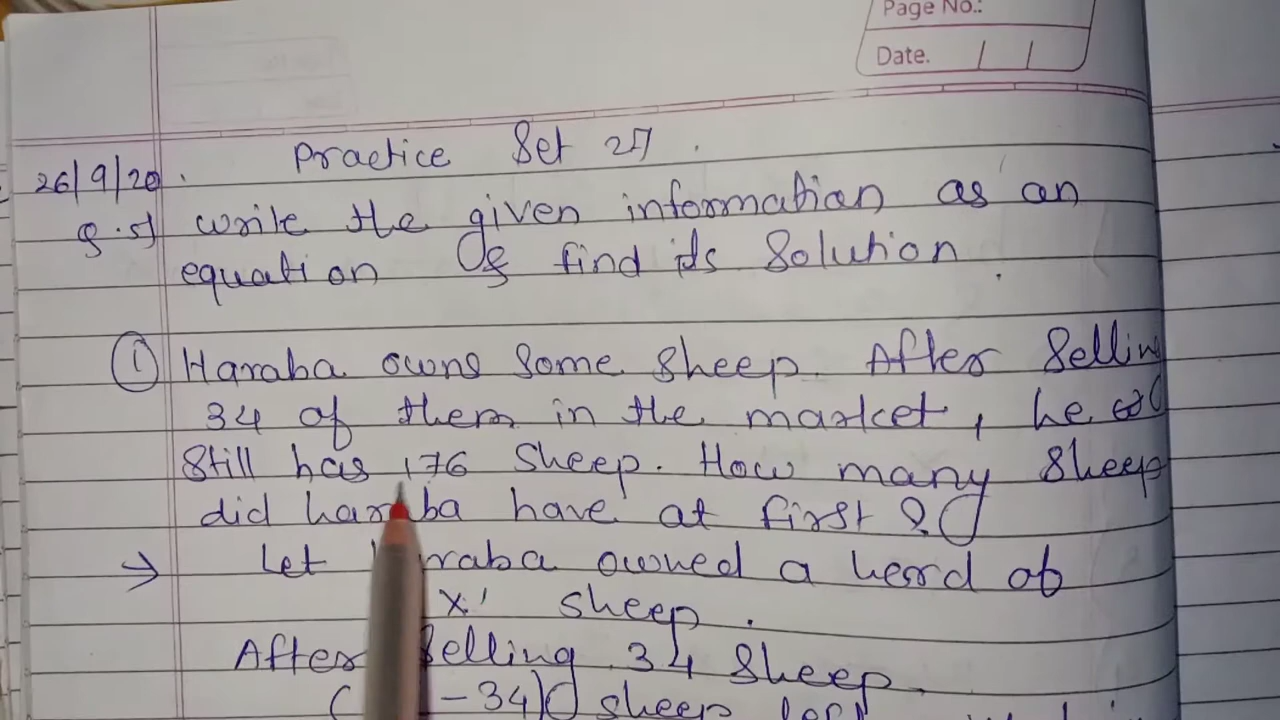 Page No.:
Date. / /
Practice Set 27.
26/9/20.
Q.5) write the given information as an
equation & find its Solution.
① Haraba owns Some Sheep. After Selling
34 of them in the market, he
Still has 176 Sheep. How many Sheep
did haraba have at first ?
→ Let raba owned a herd of
x' sheep.
After Selling 34 Sheep.
( -34) sheep